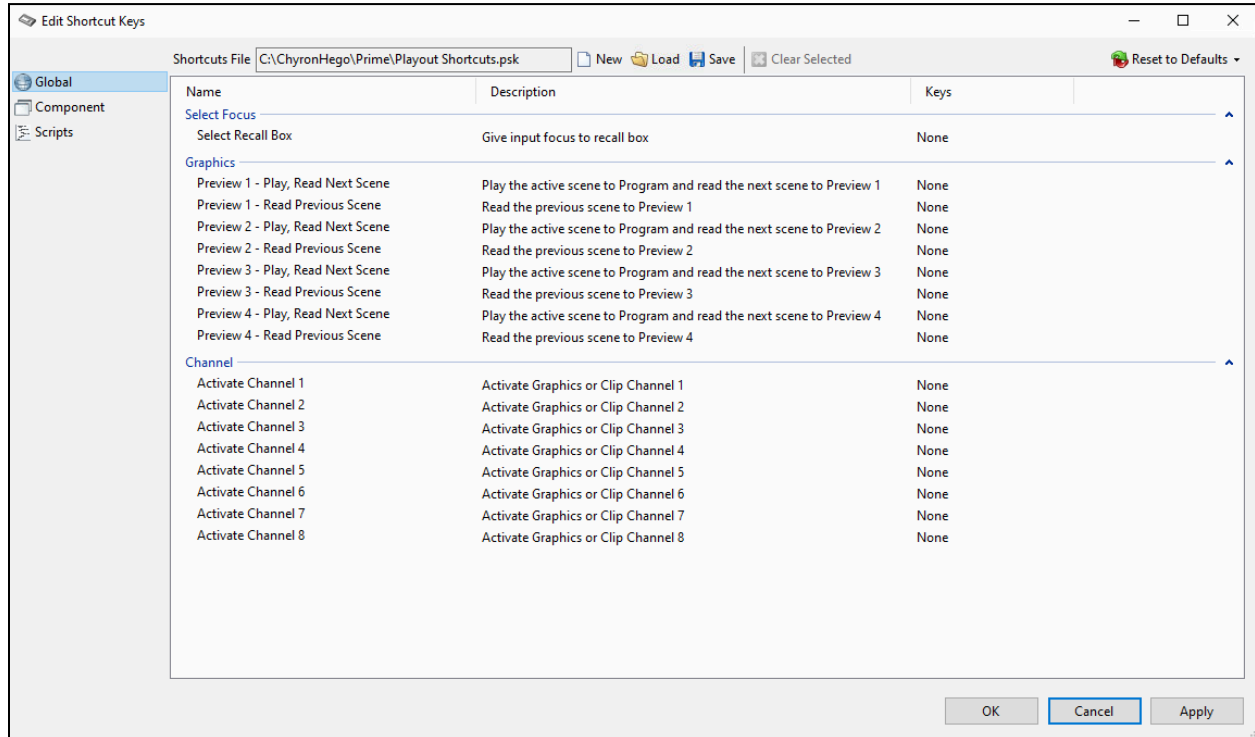 Edit Shortcut Keys
Shortcuts File C:\ChyronHego\Prime\Playout Shortcuts.psk New Load Save Clear Selected Reset to Defaults
Global
Component
Scripts
Name Description Keys
Select Focus
Select Recall Box Give input focus to recall box None
Graphics
Preview 1 - Play, Read Next Scene Play the active scene to Program and read the next scene to Preview 1 None
Preview 1 - Read Previous Scene Read the previous scene to Preview 1 None
Preview 2 - Play, Read Next Scene Play the active scene to Program and read the next scene to Preview 2 None
Preview 2 - Read Previous Scene Read the previous scene to Preview 2 None
Preview 3 - Play, Read Next Scene Play the active scene to Program and read the next scene to Preview 3 None
Preview 3 - Read Previous Scene Read the previous scene to Preview 3 None
Preview 4 - Play, Read Next Scene Play the active scene to Program and read the next scene to Preview 4 None
Preview 4 - Read Previous Scene Read the previous scene to Preview 4 None
Channel
Activate Channel 1 Activate Graphics or Clip Channel 1 None
Activate Channel 2 Activate Graphics or Clip Channel 2 None
Activate Channel 3 Activate Graphics or Clip Channel 3 None
Activate Channel 4 Activate Graphics or Clip Channel 4 None
Activate Channel 5 Activate Graphics or Clip Channel 5 None
Activate Channel 6 Activate Graphics or Clip Channel 6 None
Activate Channel 7 Activate Graphics or Clip Channel 7 None
Activate Channel 8 Activate Graphics or Clip Channel 8 None
OK Cancel Apply